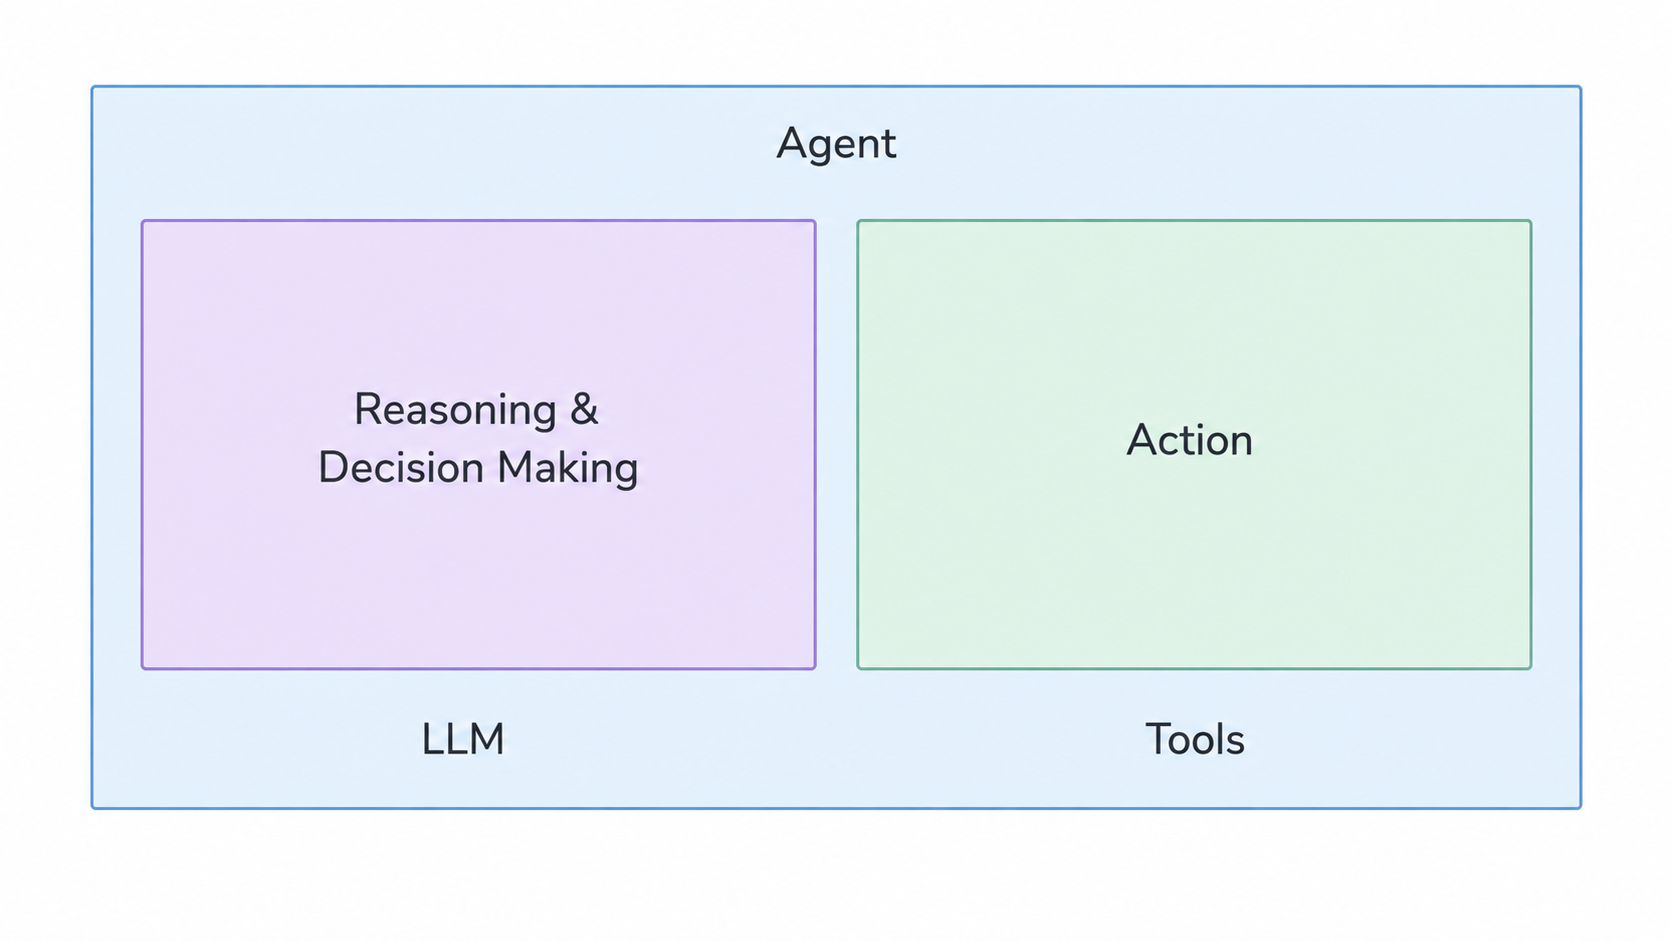 Agent
Reasoning &
Decision Making
Action
LLM
Tools